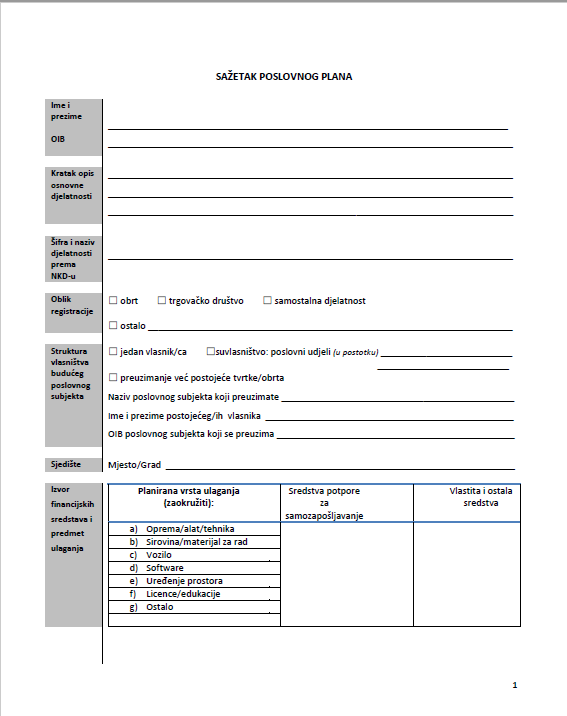 SAŽETAK POSLOVNOG PLANA
Ime i
prezime
OIB
Kratak opis
osnovne
djelatnosti
Šifra i naziv
djelatnosti
prema
NKD-u
Oblik
registracije
☐ obrt ☐ trgovačko društvo ☐ samostalna djelatnost
☐ ostalo
Struktura
vlasništva
budućeg
poslovnog
subjekta
☐ jedan vlasnik/ca ☐suvlasništvo: poslovni udjeli (u postotku)
☐ preuzimanje već postojeće tvrtke/obrta
Naziv poslovnog subjekta koji preuzimate
Ime i prezime postojećeg/ih vlasnika
OIB poslovnog subjekta koji se preuzima
Sjedište
Mjesto/Grad
Izvor
financijskih
sredstava i
predmet
ulaganja
Planirana vrsta ulaganja
(zaokružiti):
Sredstva potpore
za
samozapošljavanje
Vlastita i ostala
sredstva
a) Oprema/alat/tehnika
b) Sirovina/materijal za rad
c) Vozilo
d) Software
e) Uređenje prostora
f) Licence/edukacije
g) Ostalo
1